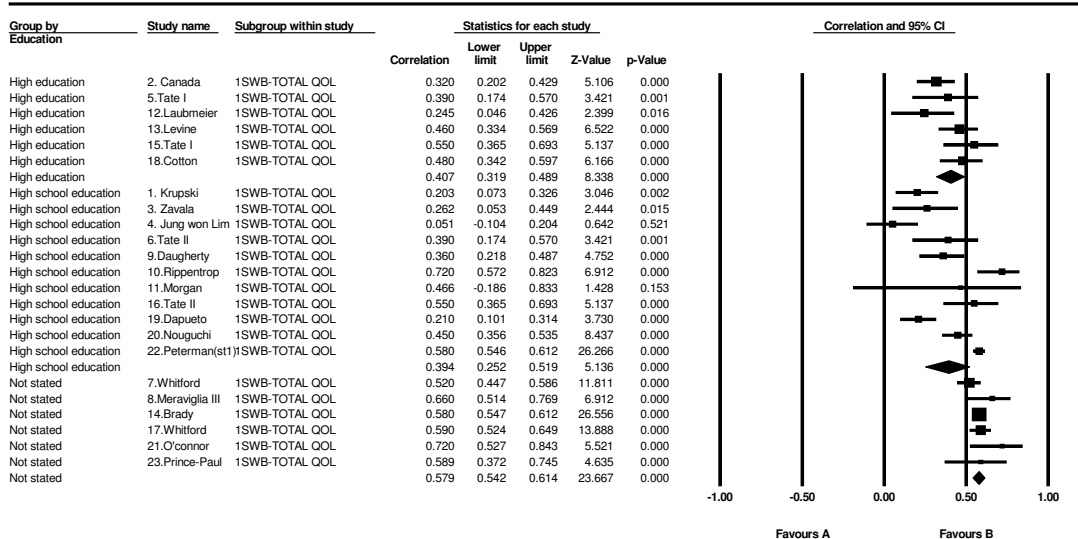 Group by Study name Subgroup within study Statistics for each study Correlation and 95% CI
Education
Lower Upper
Correlation limit limit Z-Value p-Value
High education 2. Canada 1SWB-TOTAL QOL 0.320 0.202 0.429 5.106 0.000
High education 5.Tate I 1SWB-TOTAL QOL 0.390 0.174 0.570 3.421 0.001
High education 12.Laubmeier 1SWB-TOTAL QOL 0.245 0.046 0.426 2.399 0.016
High education 13.Levine 1SWB-TOTAL QOL 0.460 0.334 0.569 6.522 0.000
High education 15.Tate I 1SWB-TOTAL QOL 0.550 0.365 0.693 5.137 0.000
High education 18.Cotton 1SWB-TOTAL QOL 0.480 0.342 0.597 6.166 0.000
High education 0.407 0.319 0.489 8.338 0.000
High school education 1. Krupski 1SWB-TOTAL QOL 0.203 0.073 0.326 3.046 0.002
High school education 3. Zavala 1SWB-TOTAL QOL 0.262 0.053 0.449 2.444 0.015
High school education 4. Jung won Lim 1SWB-TOTAL QOL 0.051 -0.104 0.204 0.642 0.521
High school education 6.Tate II 1SWB-TOTAL QOL 0.390 0.174 0.570 3.421 0.001
High school education 9.Daugherty 1SWB-TOTAL QOL 0.360 0.218 0.487 4.752 0.000
High school education 10.Rippentrop 1SWB-TOTAL QOL 0.720 0.572 0.823 6.912 0.000
High school education 11.Morgan 1SWB-TOTAL QOL 0.466 -0.186 0.833 1.428 0.153
High school education 16.Tate II 1SWB-TOTAL QOL 0.550 0.365 0.693 5.137 0.000
High school education 19.Dapueto 1SWB-TOTAL QOL 0.210 0.101 0.314 3.730 0.000
High school education 20.Nouguchi 1SWB-TOTAL QOL 0.450 0.356 0.535 8.437 0.000
High school education 22.Peterman(st1)1SWB-TOTAL QOL 0.580 0.546 0.612 26.266 0.000
High school education 0.394 0.252 0.519 5.136 0.000
Not stated 7.Whitford 1SWB-TOTAL QOL 0.520 0.447 0.586 11.811 0.000
Not stated 8.Meraviglia III 1SWB-TOTAL QOL 0.660 0.514 0.769 6.912 0.000
Not stated 14.Brady 1SWB-TOTAL QOL 0.580 0.547 0.612 26.556 0.000
Not stated 17.Whitford 1SWB-TOTAL QOL 0.590 0.524 0.649 13.888 0.000
Not stated 21.O'connor 1SWB-TOTAL QOL 0.720 0.527 0.843 5.521 0.000
Not stated 23.Prince-Paul 1SWB-TOTAL QOL 0.589 0.372 0.745 4.635 0.000
Not stated 0.579 0.542 0.614 23.667 0.000
-1.00 -0.50 0.00 0.50 1.00
Favours A Favours B